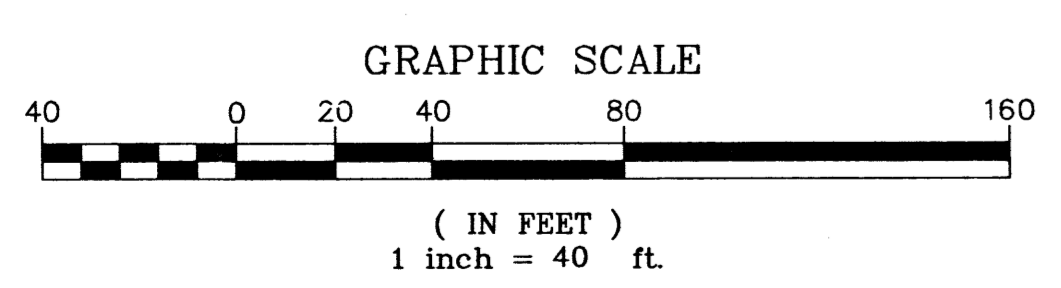 GRAPHIC SCALE
40 0 20 40 80 160
( IN FEET )
1 inch = 40 ft.